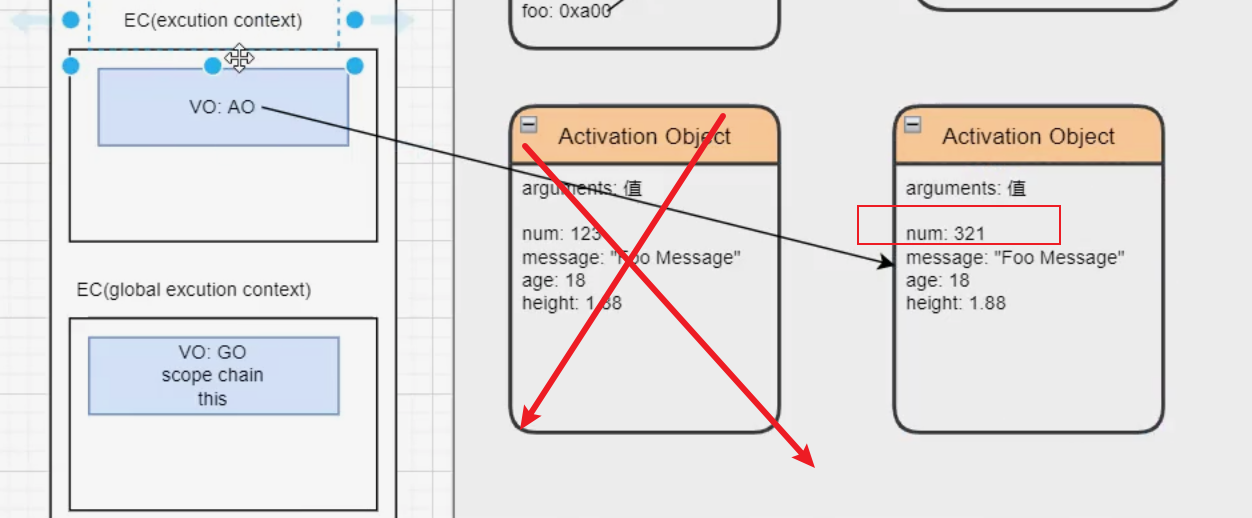 EC(excution context)
VO: AO
EC(global excution context)
VO: GO
scope chain
this
foo: 0xa00
Activation Object
arguments: 值
num: 123
message: "Foo Message"
age: 18
height: 1.88
Activation Object
arguments: 值
num: 321
message: "Foo Message"
age: 18
height: 1.88